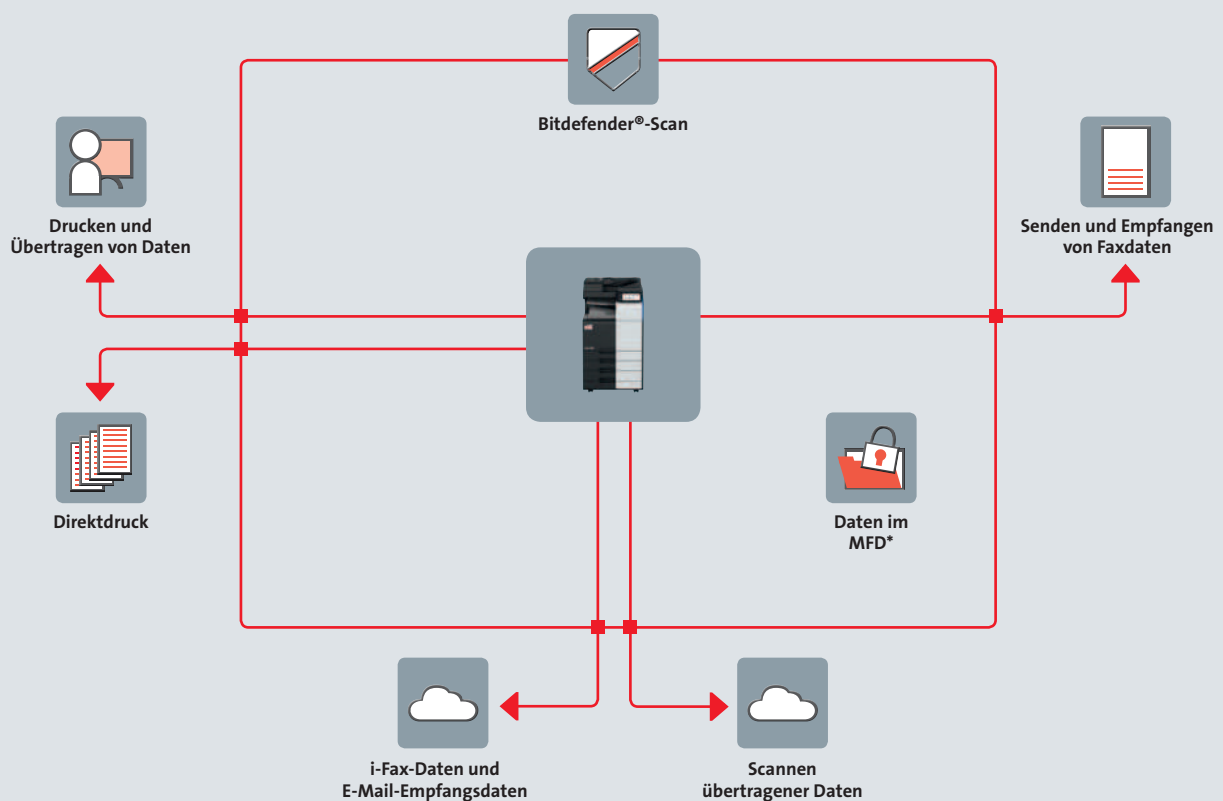 Bitdefender®-Scan
Drucken und
Übertragen von Daten
Senden und Empfangen
von Faxdaten
Direktdruck
Daten im
MFD*
i-Fax-Daten und
E-Mail-Empfangsdaten
Scannen
übertragener Daten